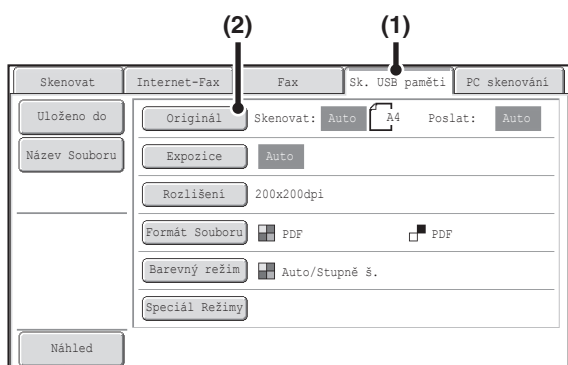 (2) (1)
Skenovat Internet-Fax Fax Sk. USB paměti PC skenování
Uloženo do Originál Skenovat: Auto A4 Poslat: Auto
Název Souboru Expozice Auto
Rozlišení 200x200dpi
Formát Souboru PDF PDF
Barevný režim Auto/Stupně š.
Speciál Režimy
Náhled